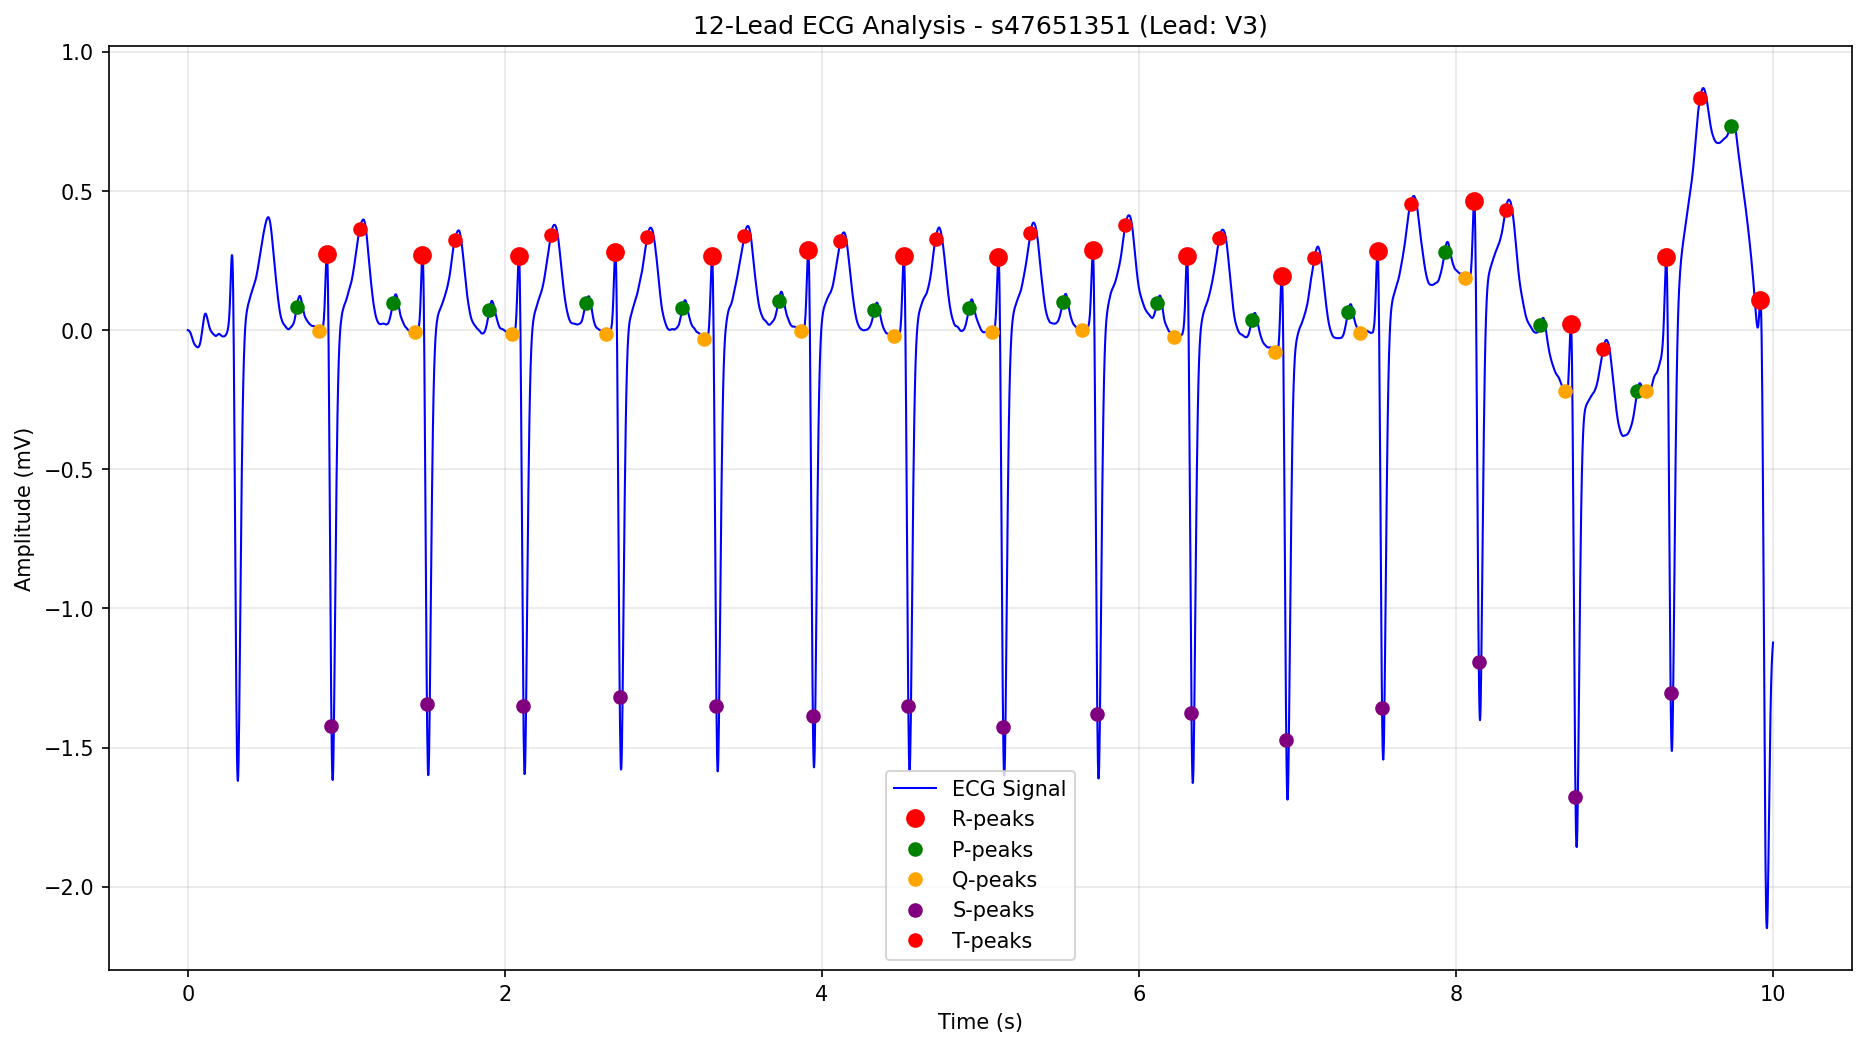 12-Lead ECG Analysis - s47651351 (Lead: V3)
1.0
0.5
0.0
−0.5
−1.0
−1.5
−2.0
Amplitude (mV)
ECG Signal
R-peaks
P-peaks
Q-peaks
S-peaks
T-peaks
0 2 4 6 8 10
Time (s)